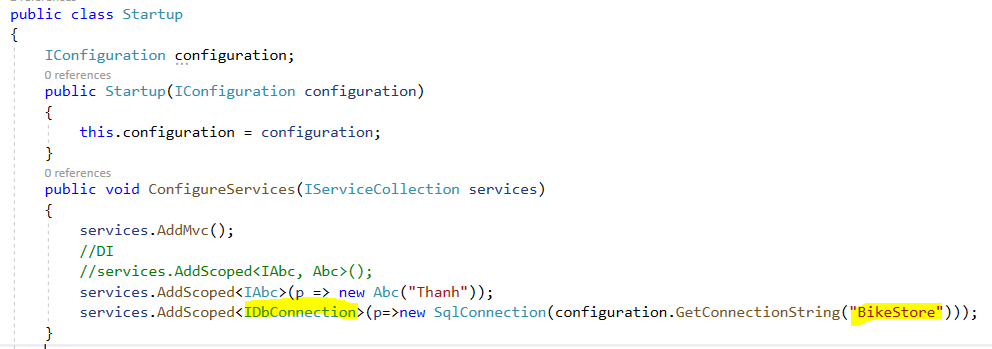 public class Startup
{
IConfiguration configuration;
0 references
public Startup(IConfiguration configuration)
{
this.configuration = configuration;
}
0 references
public void ConfigureServices(IServiceCollection services)
{
services.AddMvc();
//DI
//services.AddScoped<IAbc, Abc>();
services.AddScoped<IAbc>(p => new Abc("Thanh"));
services.AddScoped<IDbConnection>(p=>new SqlConnection(configuration.GetConnectionString("BikeStore")));
}